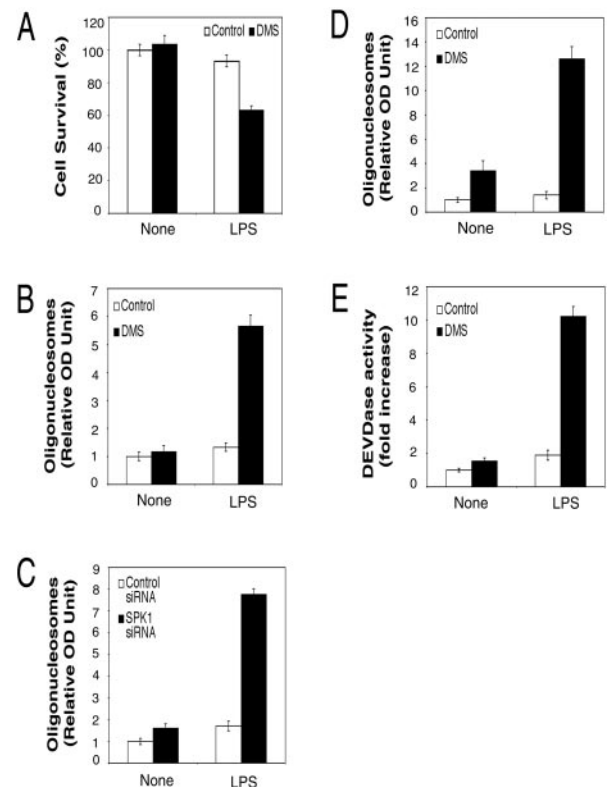 A
Cell Survival (%)
120
100
80
60
40
20
0
Control DMS
None LPS
B
Oligonucleosomes
(Relative OD Unit)
7
6
5
4
3
2
1
0
Control
DMS
None LPS
C
Oligonucleosomes
(Relative OD Unit)
9
8
7
6
5
4
3
2
1
0
Control
siRNA
SPK1
siRNA
None LPS
D
Oligonucleosomes
(Relative OD Unit)
16
14
12
10
8
6
4
2
0
Control
DMS
None LPS
E
DEVDase activity
(fold increase)
12
10
8
6
4
2
0
Control
DMS
None LPS